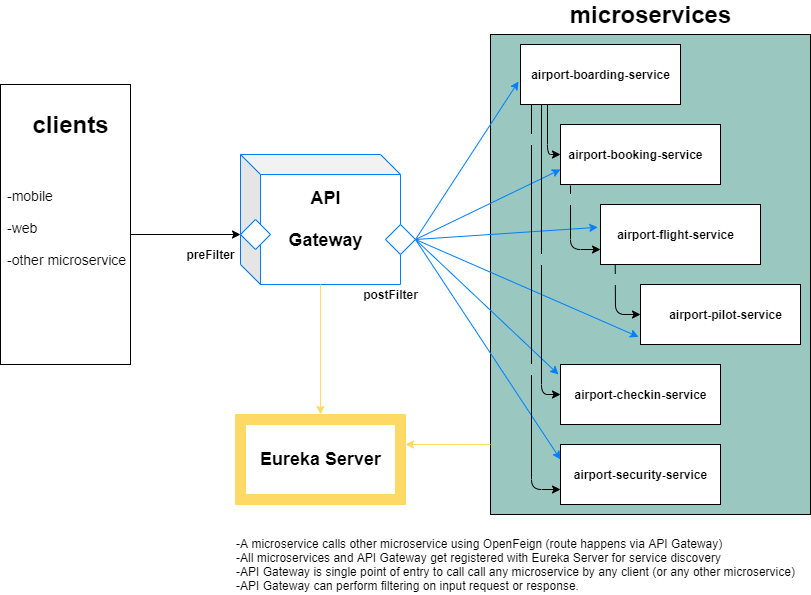 microservices
airport-boarding-service
clients
airport-booking-service
-mobile
API
-web
Gateway
airport-flight-service
-other microservice
preFilter
postFilter
airport-pilot-service
airport-checkin-service
Eureka Server
airport-security-service
-A microservice calls other microservice using OpenFeign (route happens via API Gateway)
-All microservices and API Gateway get registered with Eureka Server for service discovery
-API Gateway is single point of entry to call call any microservice by any client (or any other microservice)
-API Gateway can perform filtering on input request or response.